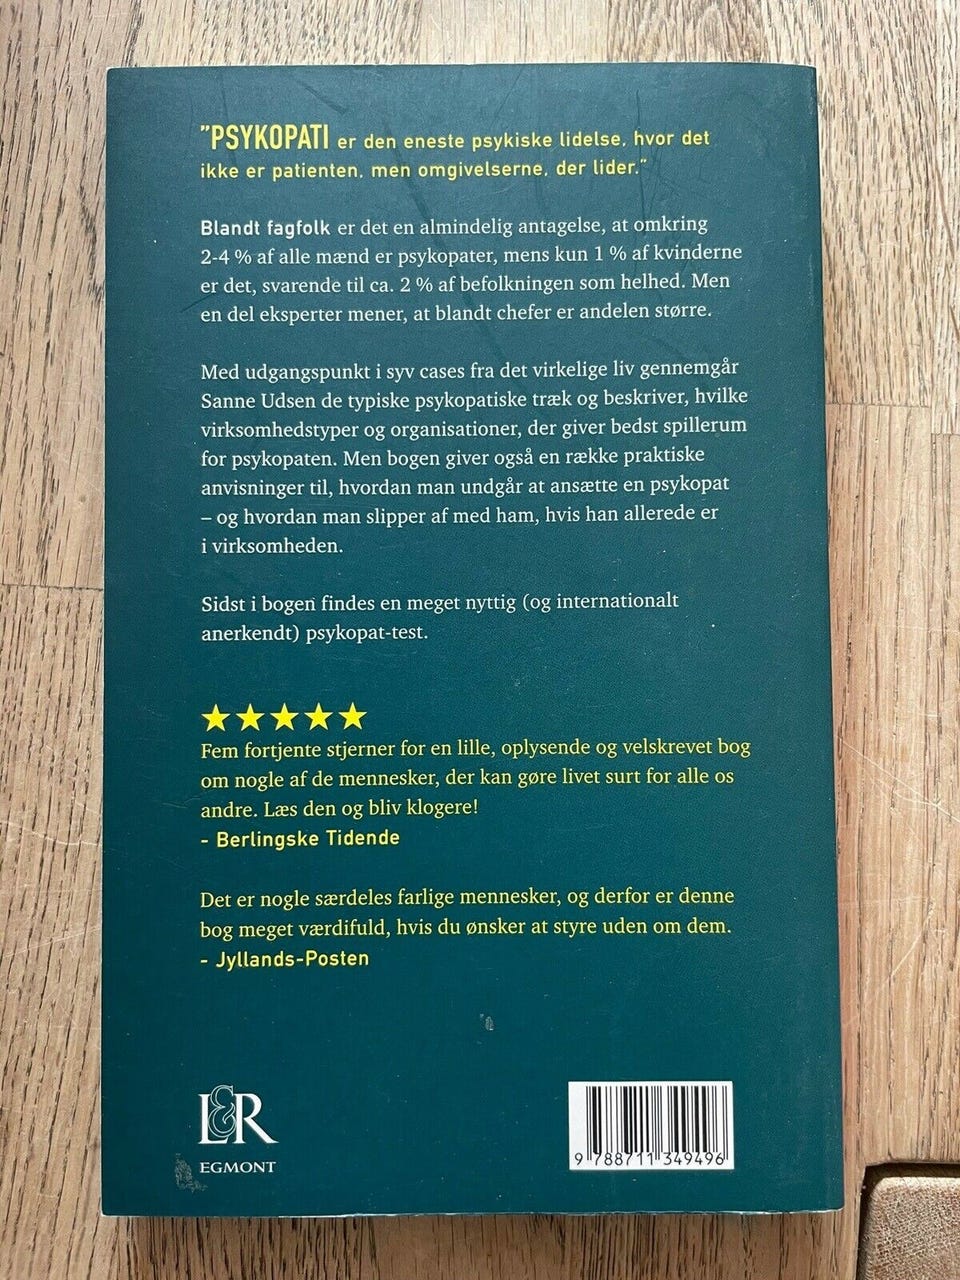 "PSYKOPATI er den eneste psykiske lidelse, hvor det
ikke er patienten, men omgivelserne, der lider."
Blandt fagfolk er det en almindelig antagelse, at omkring
2-4 % af alle mænd er psykopater, mens kun 1 % af kvinderne
er det, svarende til ca. 2 % af befolkningen som helhed. Men
en del eksperter mener, at blandt chefer er andelen større.
Med udgangspunkt i syv cases fra det virkelige liv gennemgår
Sanne Udsen de typiske psykopatiske træk og beskriver, hvilke
virksomhedstyper og organisationer, der giver bedst spillerum
for psykopaten. Men bogen giver også en række praktiske
anvisninger til, hvordan man undgår at ansætte en psykopat
– og hvordan man slipper af med ham, hvis han allerede er
i virksomheden.
Sidst i bogen findes en meget nyttig (og internationalt
anerkendt) psykopat-test.
Fem fortjente stjerner for en lille, oplysende og velskrevet bog
om nogle af de mennesker, der kan gøre livet surt for alle os
andre. Læs den og bliv klogere!
- Berlingske Tidende
Det er nogle særdeles farlige mennesker, og derfor er denne
bog meget værdifuld, hvis du ønsker at styre uden om dem.
- Jyllands-Posten
L&R
EGMONT
9 788711 349496